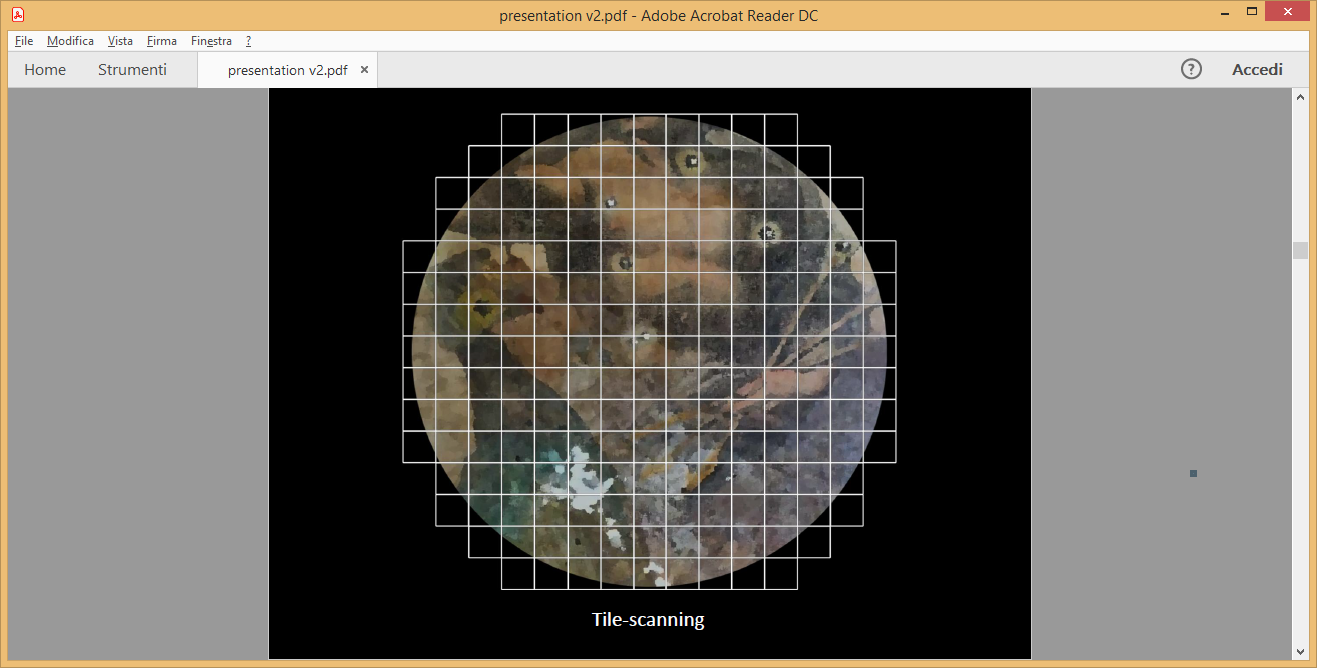 presentation v2.pdf - Adobe Acrobat Reader DC
File Modifica Vista Firma Finestra ?
Home Strumenti presentation v2.pdf × ? Accedi
Tile-scanning